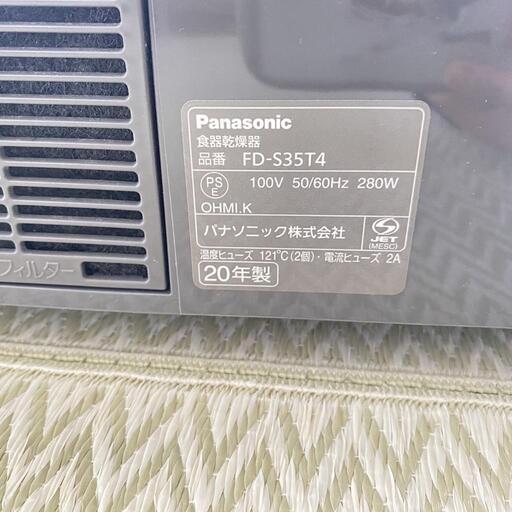 Panasonic
食器乾燥器
品番 FD-S35T4
PS
E
100V 50/60Hz 280W
OHMI.K
パナソニック株式会社
S
JET
(MESC)
温度ヒューズ 121℃(2個)・電流ヒューズ 2A
20年製
フィルター